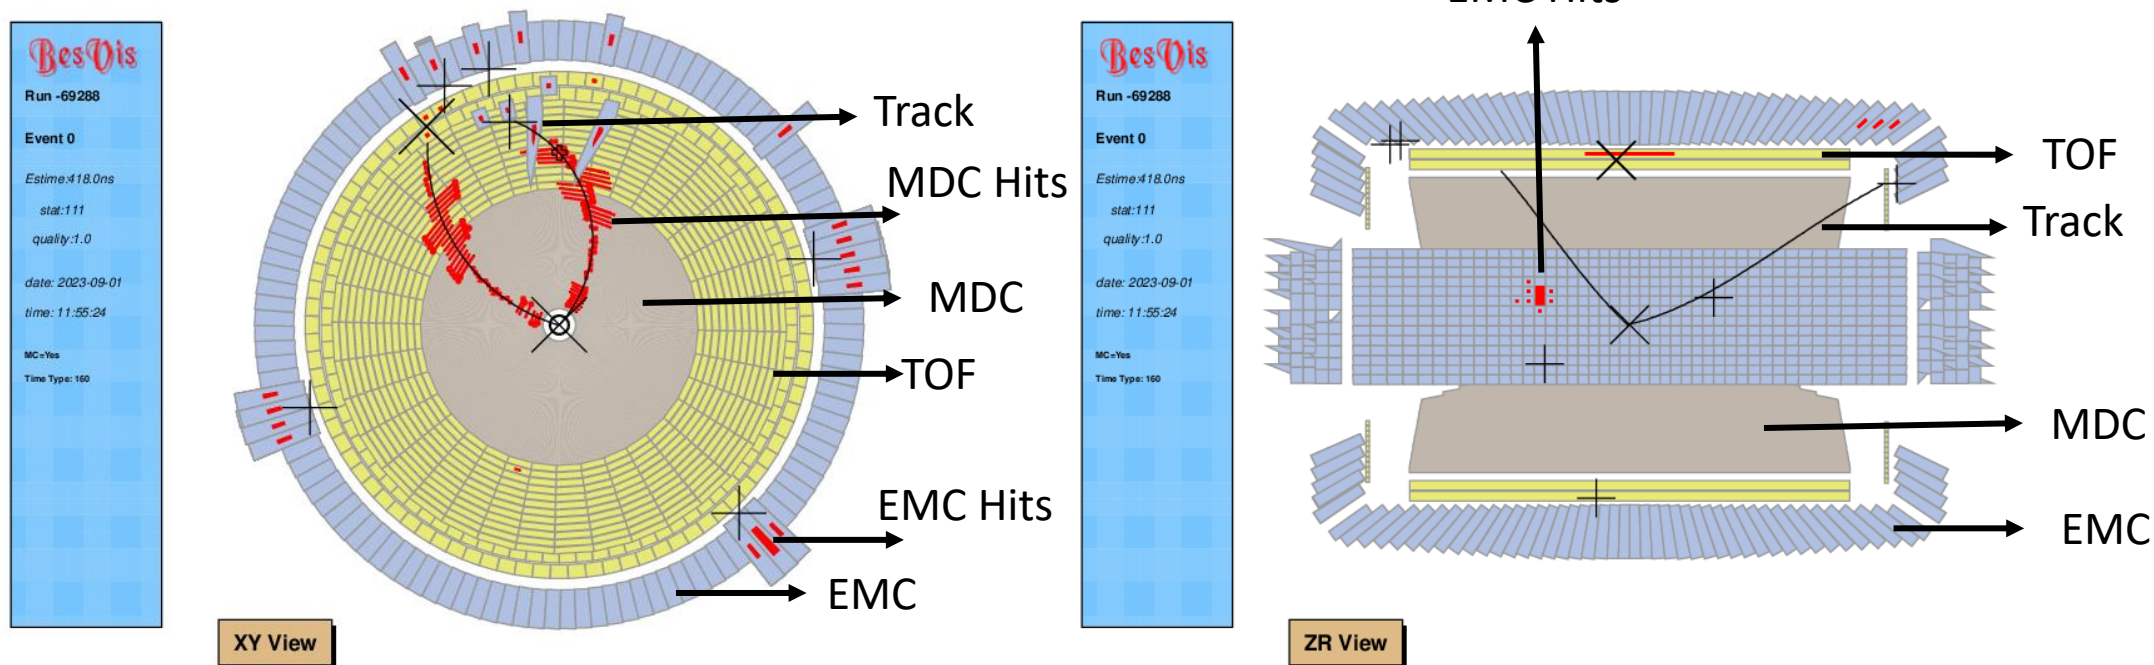 BesVis
Run -69288
Event 0
Estime:418.0ns
stat:111
quality:1.0
date: 2023-09-01
time: 11:55:24
MC=Yes
Time Type: 160
Track
MDC Hits
MDC
TOF
EMC Hits
EMC
XY View
BesVis
Run -69288
Event 0
Estime:418.0ns
stat:111
quality:1.0
date: 2023-09-01
time: 11:55:24
MC=Yes
Time Type: 160
EMC Hits
TOF
Track
MDC
EMC
ZR View